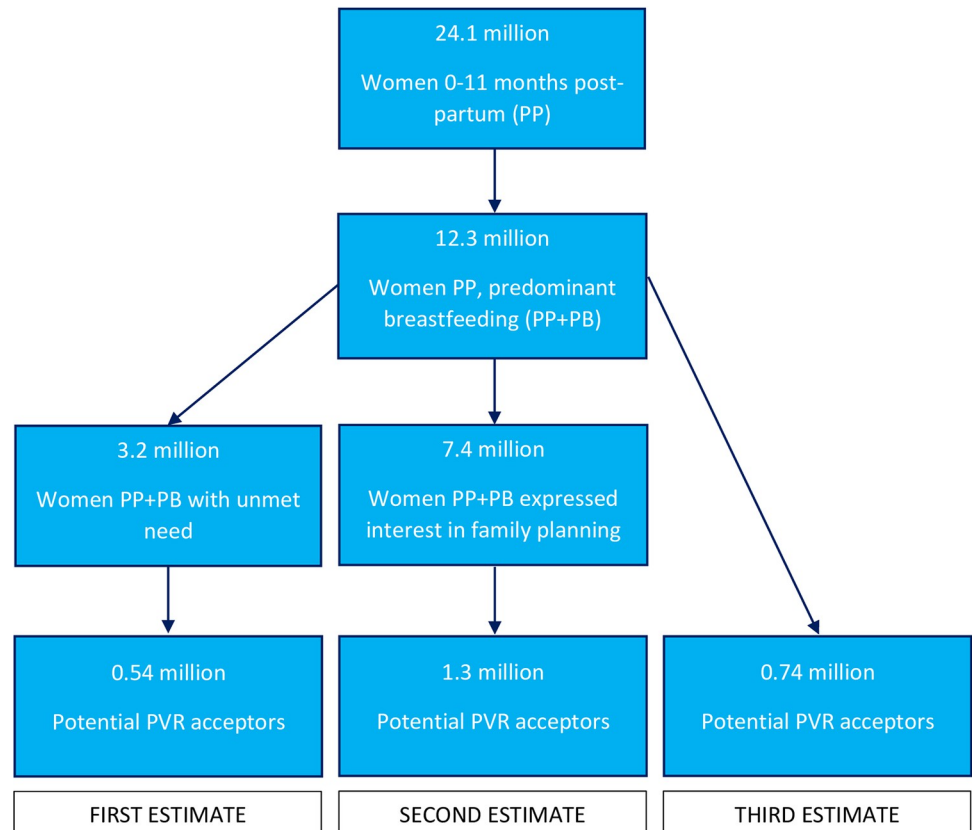 24.1 million
Women 0-11 months post-
partum (PP)
12.3 million
Women PP, predominant
breastfeeding (PP+PB)
3.2 million
Women PP+PB with unmet
need
7.4 million
Women PP+PB expressed
interest in family planning
0.54 million
Potential PVR acceptors
1.3 million
Potential PVR acceptors
0.74 million
Potential PVR acceptors
FIRST ESTIMATE
SECOND ESTIMATE
THIRD ESTIMATE